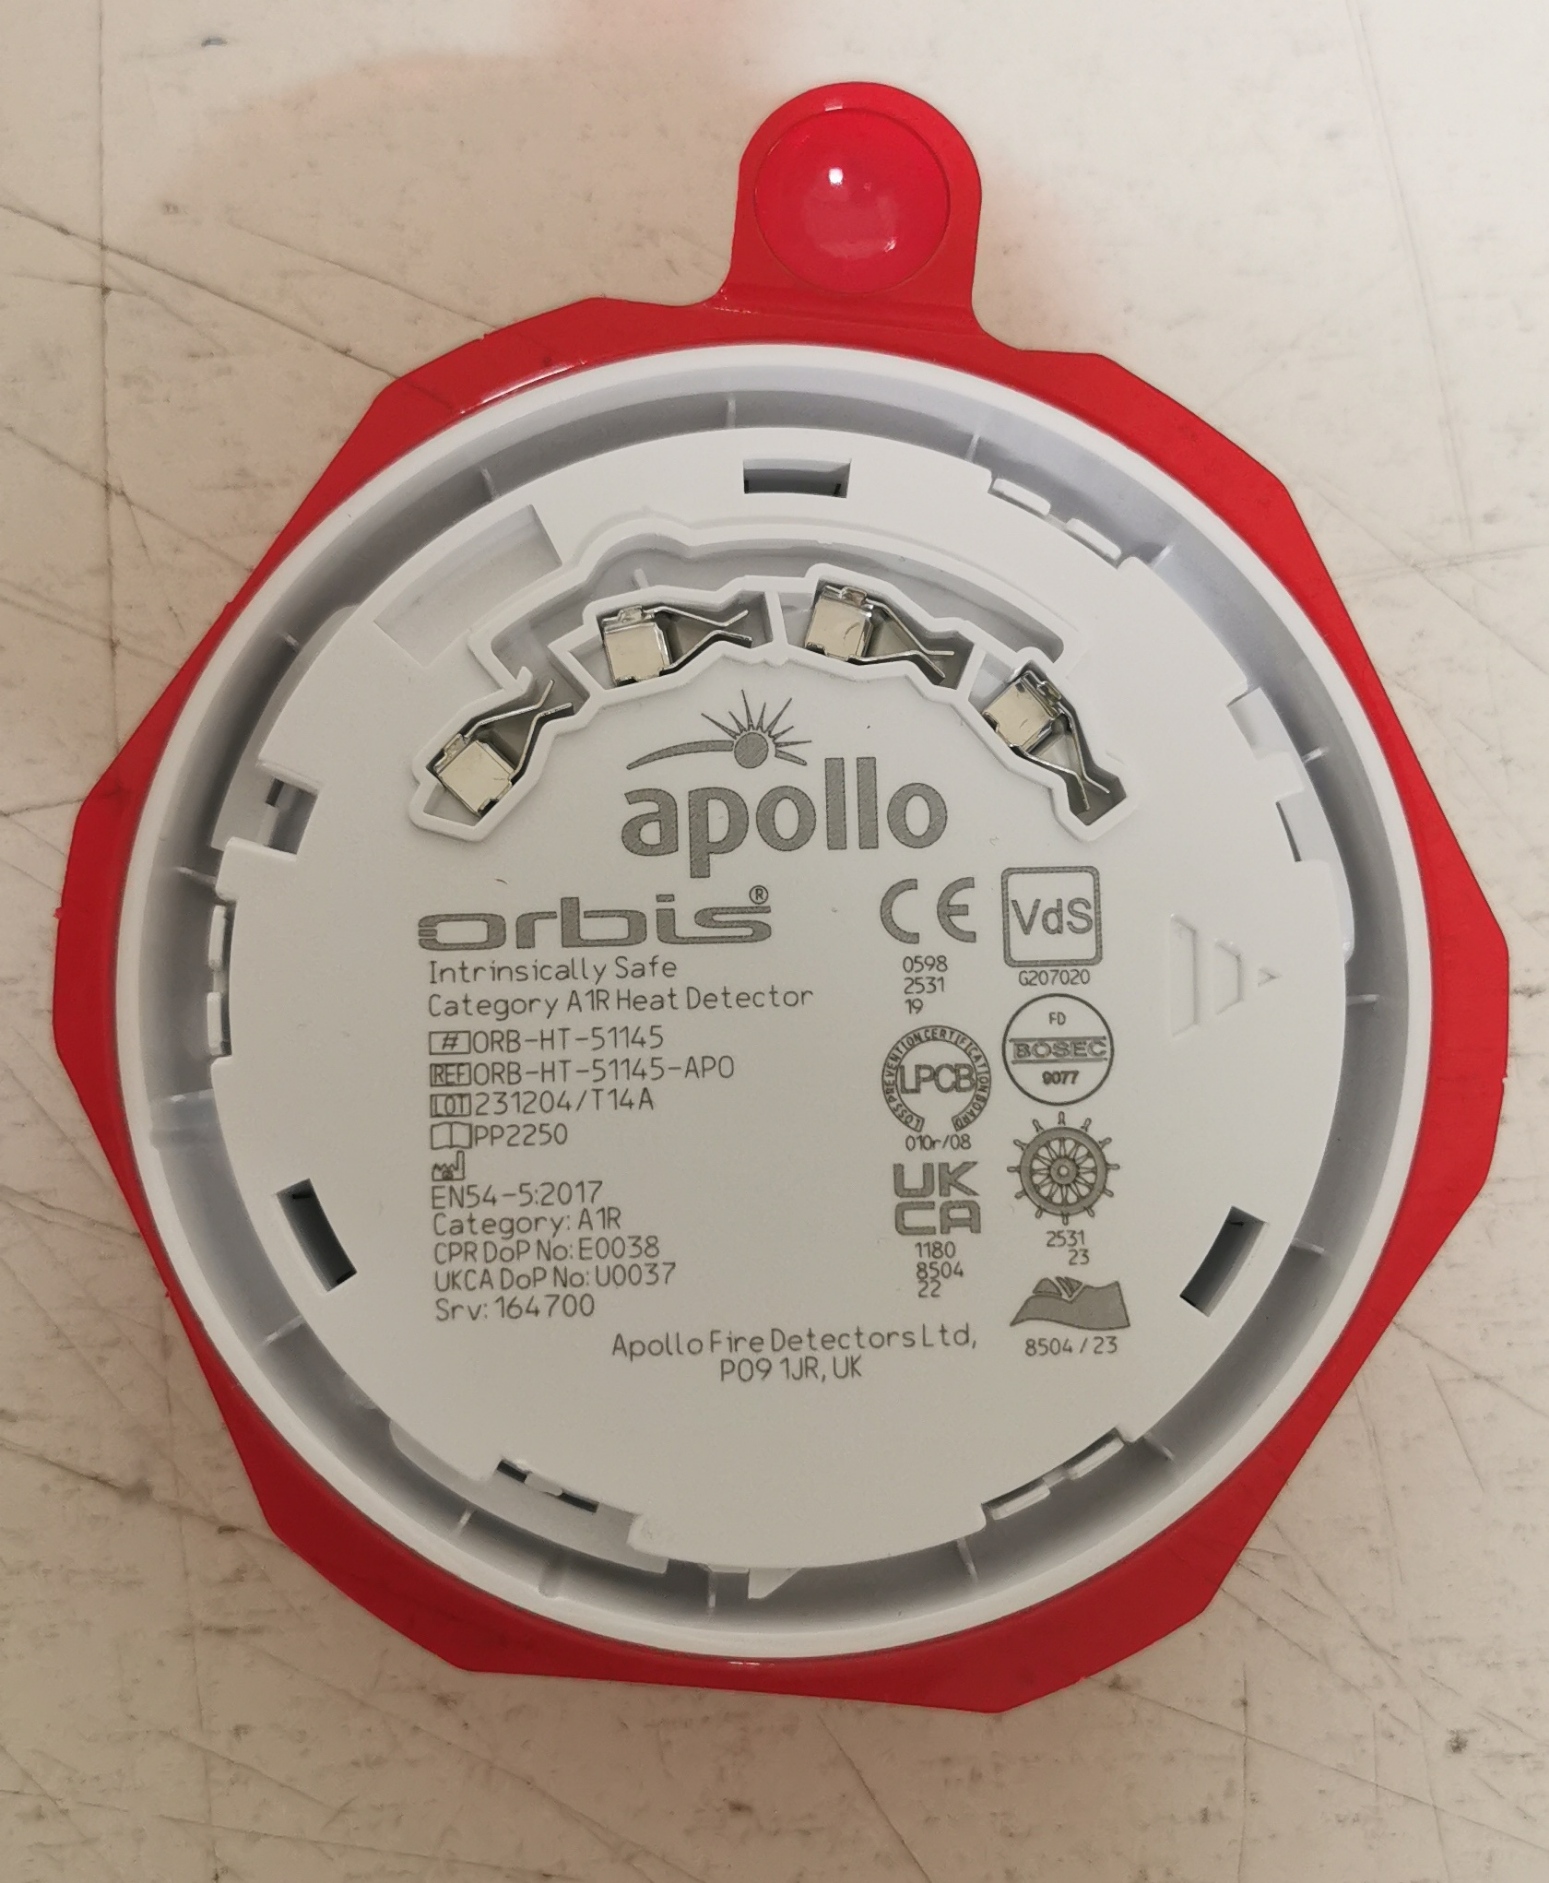 apollo
orbis®
Intrinsically Safe
Category A1R Heat Detector
# ORB-HT-51145
REF ORB-HT-51145-APO
LOT 231204/T14A
PP2250
EN54-5:2017
Category: A1R
CPR DoP No: E0038
UKCA DoP No: U0037
Srv: 164700
Apollo Fire Detectors Ltd,
PO9 1JR, UK
CE
0598
2531
19
VdS
G207020
LOSS PREVENTION CERTIFICATION BOARD
LPCB
010r/08
FD
BOSEC
9077
UK
CA
1180
8504
22
2531
23
8504 / 23